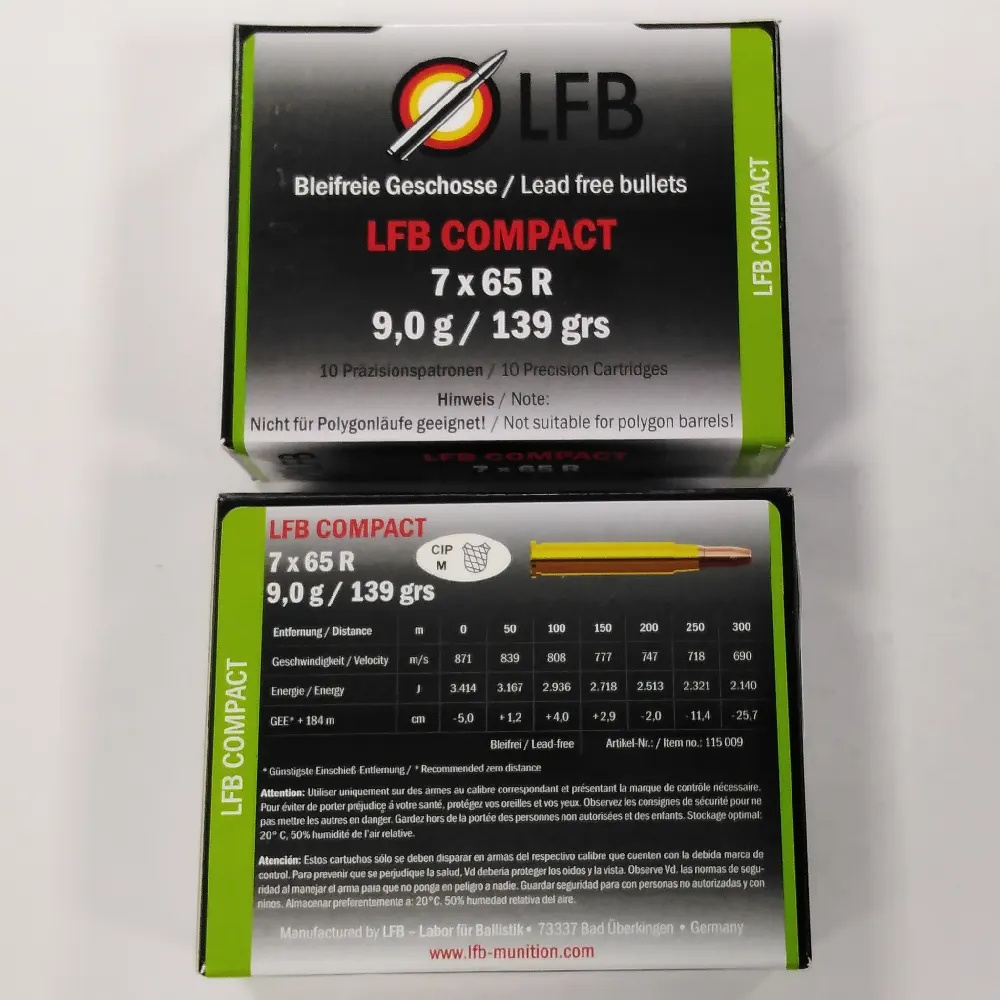 LFB
Bleifreie Geschosse / Lead free bullets
LFB COMPACT
7 x 65 R
9,0 g / 139 grs
10 Präzisionspatronen / 10 Precision Cartridges
Hinweis / Note:
Nicht für Polygonläufe geeignet! / Not suitable for polygon barrels!
LFB COMPACT
LFB COMPACT
7 x 65 R
LFB COMPACT
7 x 65 R
9,0 g / 139 grs
CIP
M
Entfernung / Distance m 0 50 100 150 200 250 300
Geschwindigkeit / Velocity m/s 871 839 808 777 747 718 690
Energie / Energy J 3.414 3.167 2.936 2.718 2.513 2.321 2.140
GEE* + 184 m cm -5,0 +1,2 +4,0 +2,9 -2,0 -11,4 -25,7
Bleifrei / Lead-free Artikel-Nr.: / Item no.: 115 009
* Günstigste Einschieß-Entfernung / * Recommended zero distance
Attention: Utiliser uniquement sur des armes au calibre correspondant et présentant la marque de contrôle nécessaire.
Pour éviter de porter préjudice á votre santé, protégez vos oreilles et vos yeux. Observez les consignes de sécurité pour ne
pas mettre les autres en danger. Gardez hors de la portée des personnes non autorisées et des enfants. Stockage optimal:
20° C, 50% humidité de l'air relative.
Atención: Estos cartuchos sólo se deben disparar en armas del respectivo calibre que cuenten con la debida marca de
control. Para prevenir que se perjudique la salud, Vd deberia proteger los oidos y la vista. Observe Vd. las normas de segu-
ridad al manejar el arma para que no ponga en peligro a nadie. Guardar seguridad para con personas no autorizadas y con
ninos. Almacenar preferentemente a: 20°C. 50% humedad relativa del aire.
Manufactured by LFB – Labor für Ballistik • 73337 Bad Überkingen • Germany
www.lfb-munition.com
LFB COMPACT